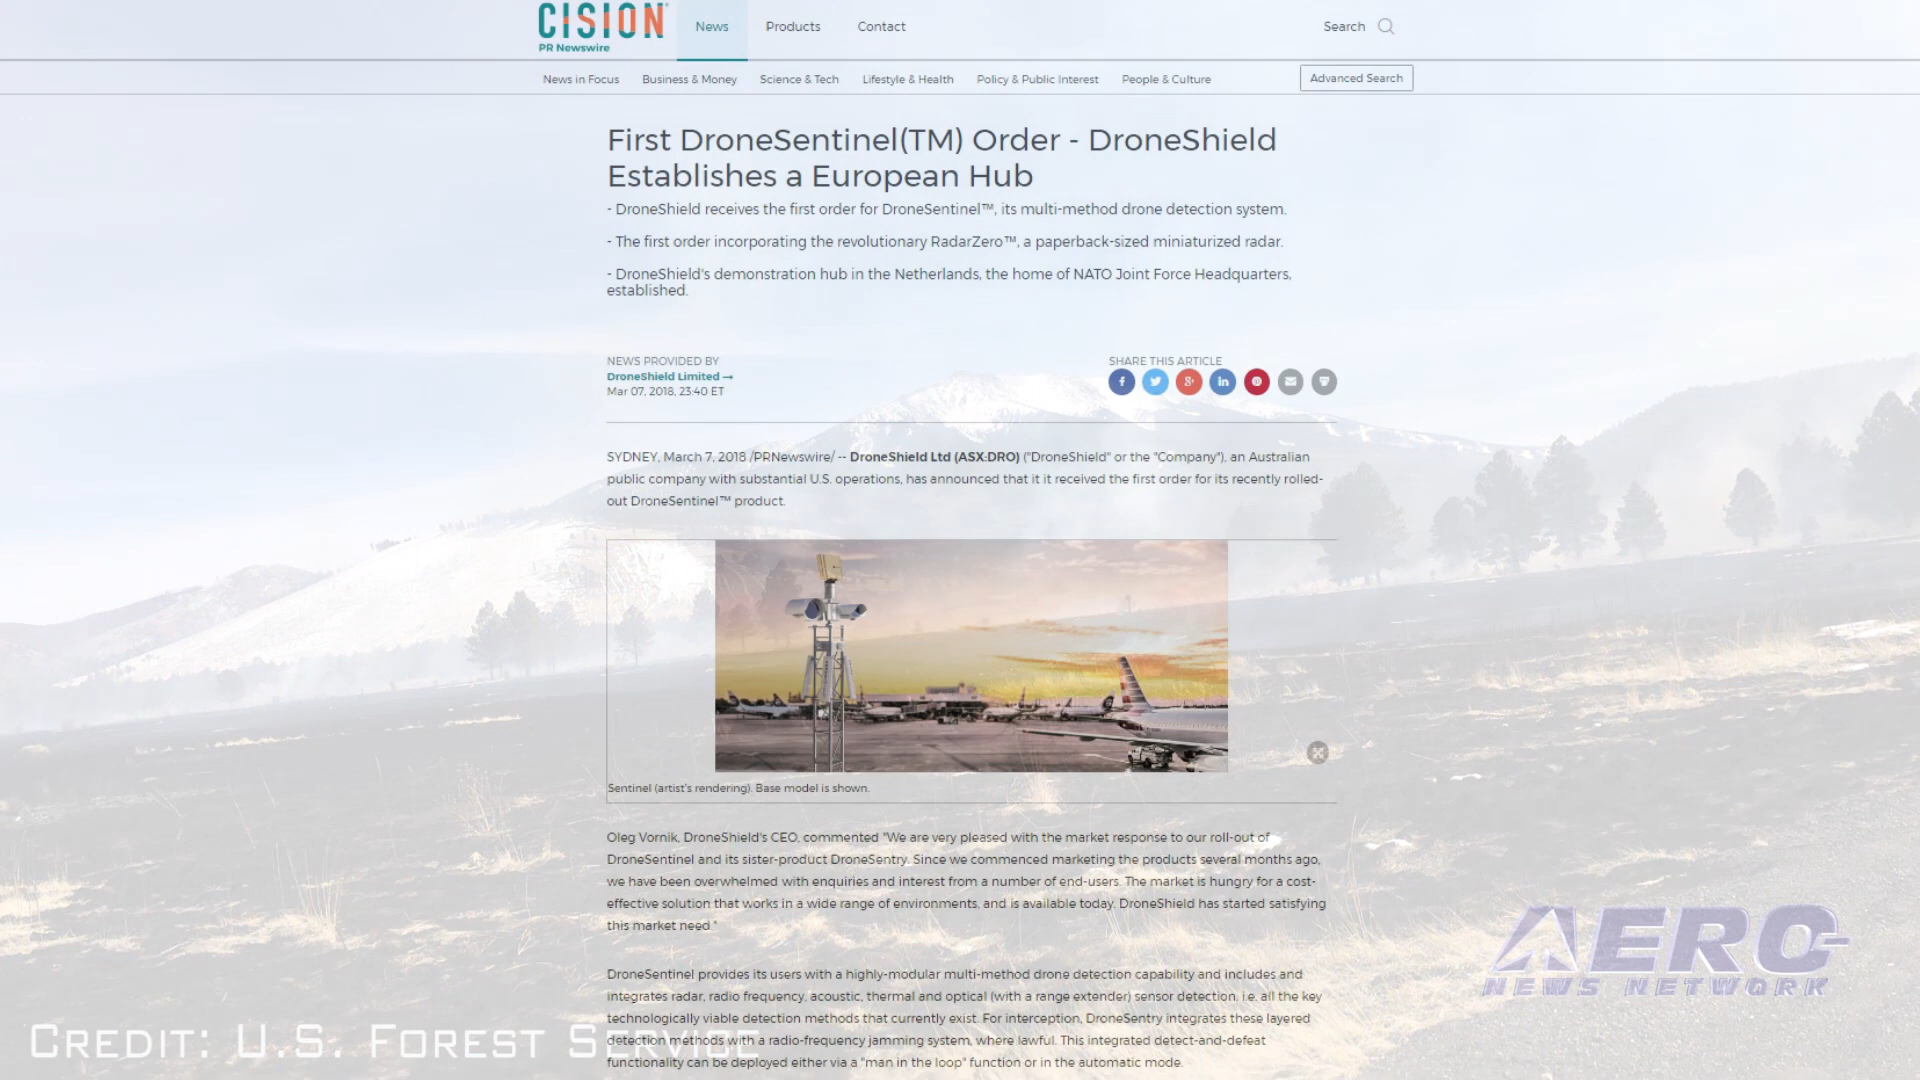 CISION
PR Newswire
News
Products
Contact
Search
News in Focus
Business & Money
Science & Tech
Lifestyle & Health
Policy & Public Interest
People & Culture
Advanced Search
First DroneSentinel(TM) Order - DroneShield
Establishes a European Hub
- DroneShield receives the first order for DroneSentinel™, its multi-method drone detection system.
- The first order incorporating the revolutionary RadarZero™, a paperback-sized miniaturized radar.
- DroneShield's demonstration hub in the Netherlands, the home of NATO Joint Force Headquarters,
established.
NEWS PROVIDED BY
DroneShield Limited →
Mar 07, 2018, 23:40 ET
SHARE THIS ARTICLE
SYDNEY, March 7, 2018 /PRNewswire/ -- DroneShield Ltd (ASX:DRO) ("DroneShield" or the "Company"), an Australian
public company with substantial U.S. operations, has announced that it it received the first order for its recently rolled-
out DroneSentinel™ product.
Sentinel (artist's rendering). Base model is shown.
Oleg Vornik, DroneShield's CEO, commented "We are very pleased with the market response to our roll-out of
DroneSentinel and its sister-product DroneSentry. Since we commenced marketing the products several months ago,
we have been overwhelmed with enquiries and interest from a number of end-users. The market is hungry for a cost-
effective solution that works in a wide range of environments, and is available today. DroneShield has started satisfying
this market need."
DroneSentinel provides its users with a highly-modular multi-method drone detection capability and includes and
integrates radar, radio frequency, acoustic, thermal and optical (with a range extender) sensor detection, i.e. all the key
technologically viable detection methods that currently exist. For interception, DroneSentry integrates these layered
detection methods with a radio-frequency jamming system, where lawful. This integrated detect-and-defeat
functionality can be deployed either via a "man in the loop" function or in the automatic mode.
AERO
NEWS NETWORK
CREDIT: U.S. FOREST SERVICE